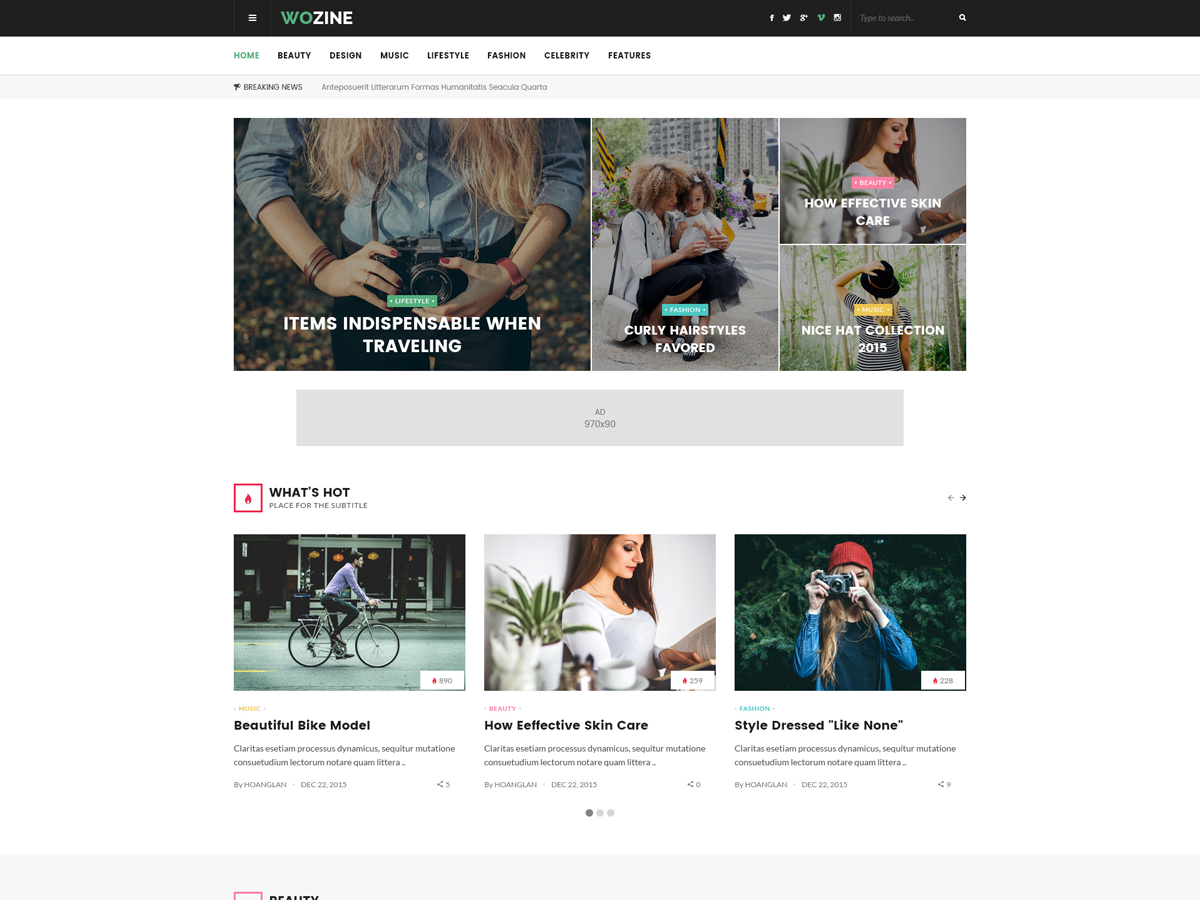 WOZINE
Type to search..
HOME BEAUTY DESIGN MUSIC LIFESTYLE FASHION CELEBRITY FEATURES
BREAKING NEWS Anteposuerit Litterarum Formas Humanitatis Seacula Quarta
• LIFESTYLE •
ITEMS INDISPENSABLE WHEN
TRAVELING
• FASHION •
CURLY HAIRSTYLES
FAVORED
• BEAUTY •
HOW EFFECTIVE SKIN
CARE
• MUSIC •
NICE HAT COLLECTION
2015
AD
970x90
WHAT'S HOT
PLACE FOR THE SUBTITLE
890
259
228
• MUSIC •
Beautiful Bike Model
Claritas esetiam processus dynamicus, sequitur mutatione
consuetudium lectorum notare quam littera ..
By HOANGLAN • DEC 22, 2015 5
• BEAUTY •
How Eeffective Skin Care
Claritas esetiam processus dynamicus, sequitur mutatione
consuetudium lectorum notare quam littera ..
By HOANGLAN • DEC 22, 2015 0
• FASHION •
Style Dressed "Like None"
Claritas esetiam processus dynamicus, sequitur mutatione
consuetudium lectorum notare quam littera ..
By HOANGLAN • DEC 22, 2015 9
BEAUTY